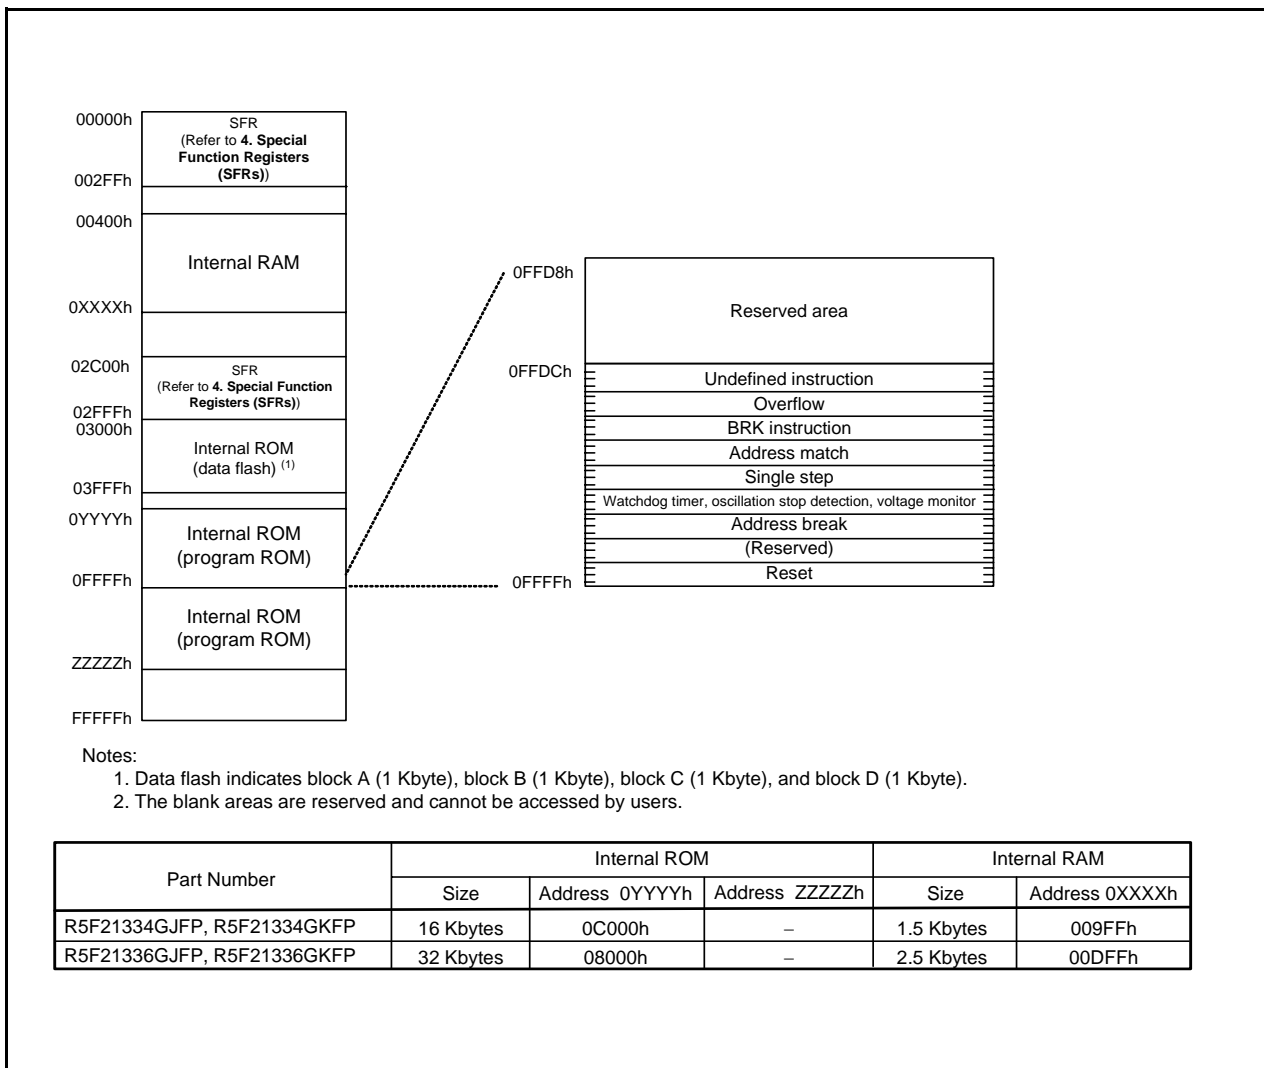 00000h
SFR
(Refer to 4. Special
Function Registers
(SFRs))
002FFh
00400h
Internal RAM
0XXXXh
02C00h
SFR
(Refer to 4. Special Function
Registers (SFRs))
02FFFh
03000h
Internal ROM
(data flash) (1)
03FFFh
0YYYYh
Internal ROM
(program ROM)
0FFFFh
Internal ROM
(program ROM)
ZZZZZh
FFFFFh
0FFD8h
Reserved area
0FFDCh
Undefined instruction
Overflow
BRK instruction
Address match
Single step
Watchdog timer, oscillation stop detection, voltage monitor
Address break
(Reserved)
Reset
0FFFFh
Notes:
1. Data flash indicates block A (1 Kbyte), block B (1 Kbyte), block C (1 Kbyte), and block D (1 Kbyte).
2. The blank areas are reserved and cannot be accessed by users.
Part Number
Internal ROM
Internal RAM
Size Address 0YYYYh Address ZZZZZh Size Address 0XXXXh
R5F21334GJFP, R5F21334GKFP 16 Kbytes 0C000h – 1.5 Kbytes 009FFh
R5F21336GJFP, R5F21336GKFP 32 Kbytes 08000h – 2.5 Kbytes 00DFFh